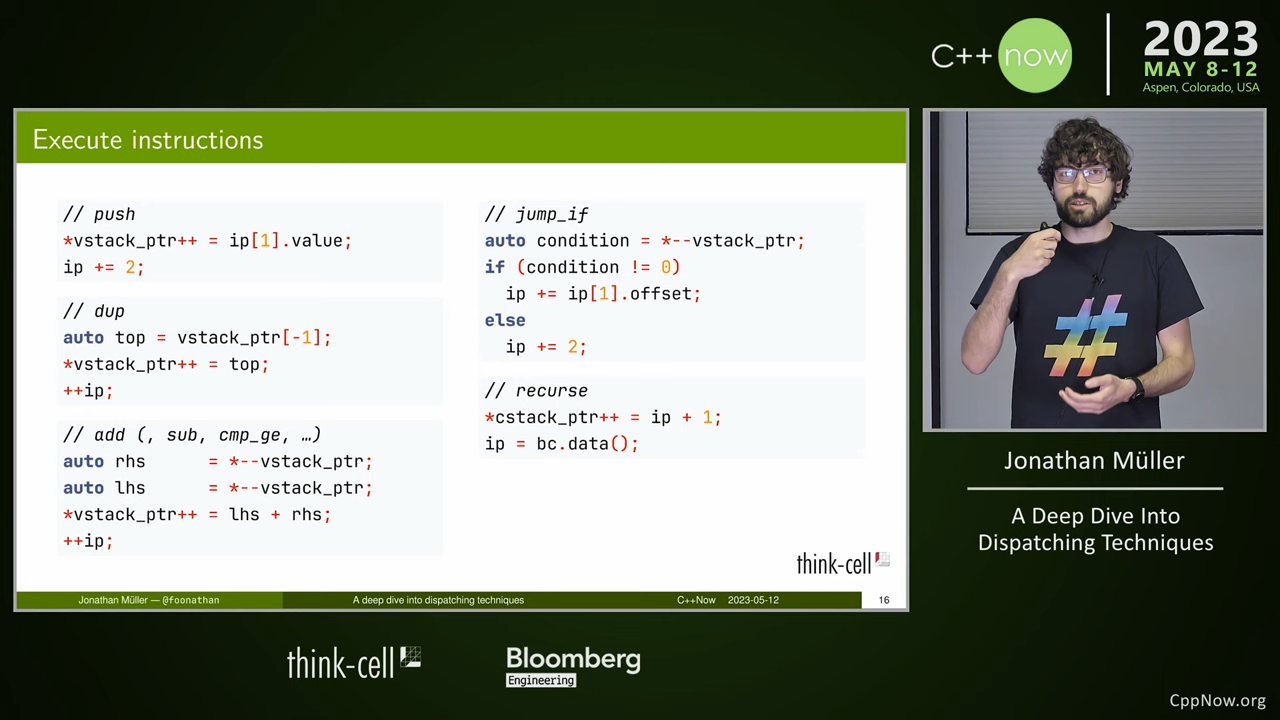 C++ now
2023
MAY 8-12
Aspen, Colorado, USA
Execute instructions
// push
*vstack_ptr++ = ip[1].value;
ip += 2;
// dup
auto top = vstack_ptr[-1];
*vstack_ptr++ = top;
++ip;
// add (, sub, cmp_ge, …)
auto rhs      = *--vstack_ptr;
auto lhs      = *--vstack_ptr;
*vstack_ptr++ = lhs + rhs;
++ip;
// jump_if
auto condition = *--vstack_ptr;
if (condition != 0)
  ip += ip[1].offset;
else
  ip += 2;
// recurse
*cstack_ptr++ = ip + 1;
ip = bc.data();
think-cell
Jonathan Müller — @foonathan A deep dive into dispatching techniques C++Now 2023-05-12 16
#
Jonathan Müller
A Deep Dive Into
Dispatching Techniques
think-cell
Bloomberg
Engineering
CppNow.org